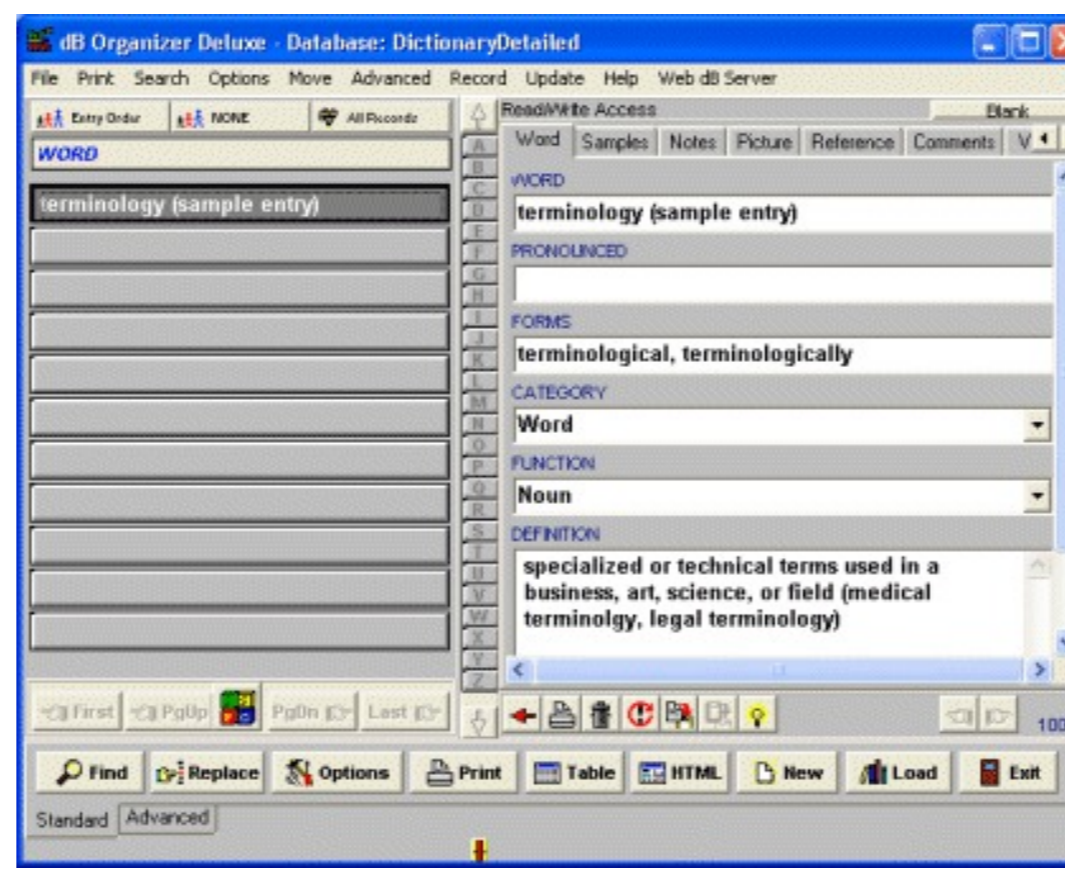 dB Organizer Deluxe - Database: DictionaryDetailed
File Print Search Options Move Advanced Record Update Help Web dB Server
Entry Order NONE All Records
WORD
terminology (sample entry)
First PgUp PgDn Last
A
B
C
D
E
F
G
H
I
J
K
L
M
N
O
P
Q
R
S
T
U
V
W
X
Y
Z
Read/Write Access Blank
Word Samples Notes Picture Reference Comments V
WORD
terminology (sample entry)
PRONOUNCED
FORMS
terminological, terminologically
CATEGORY
Word
FUNCTION
Noun
DEFINITION
specialized or technical terms used in a
business, art, science, or field (medical
terminolgy, legal terminology)
100
Find Replace Options Print Table HTML New Load Exit
Standard Advanced